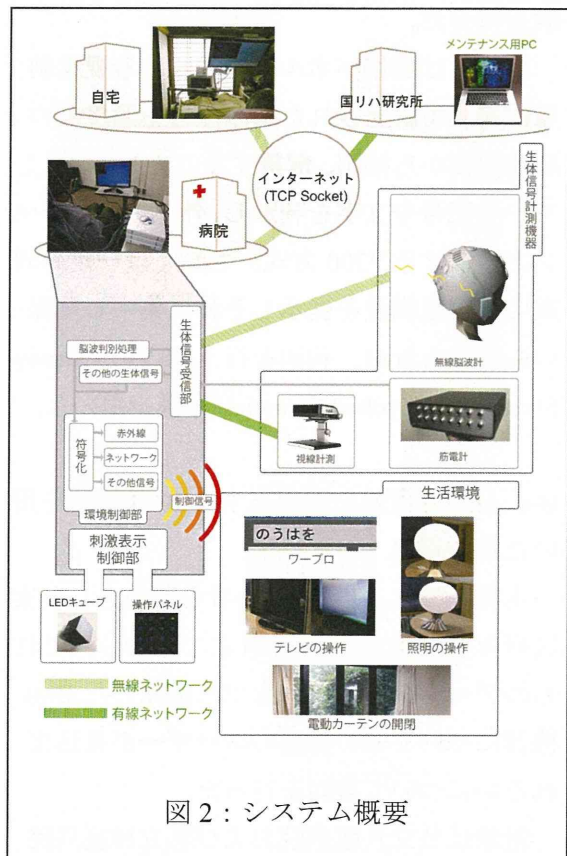 メンテナンス用PC
自宅
国リハ研究所
インターネット
(TCP Socket)
病院
生体信号計測機器
無線脳波計
生体信号受信部
脳波判別処理
その他の生体信号
視線計測
筋電計
符号化
赤外線
ネットワーク
その他信号
環境制御部
制御信号
刺激表示
制御部
LEDキューブ
操作パネル
生活環境
のうはを
ワープロ
テレビの操作
照明の操作
電動カーテンの開閉
無線ネットワーク
有線ネットワーク
図2：システム概要